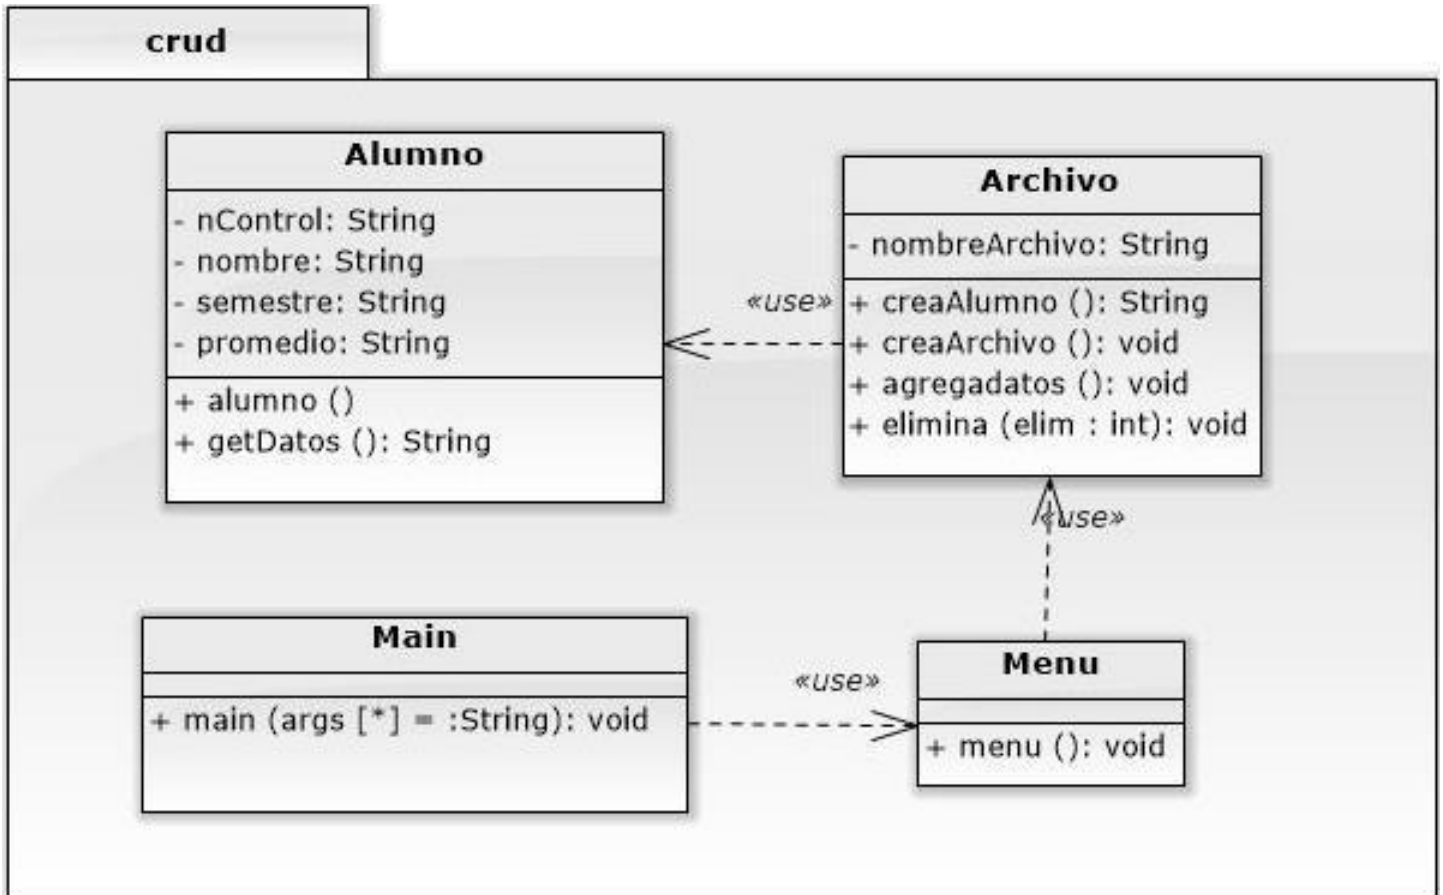 crud
Alumno
- nControl: String
- nombre: String
- semestre: String
- promedio: String
+ alumno ()
+ getDatos (): String
«use»
Archivo
- nombreArchivo: String
+ creaAlumno (): String
+ creaArchivo (): void
+ agregadatos (): void
+ elimina (elim : int): void
«use»
Main
+ main (args [*] = :String): void
«use»
Menu
+ menu (): void